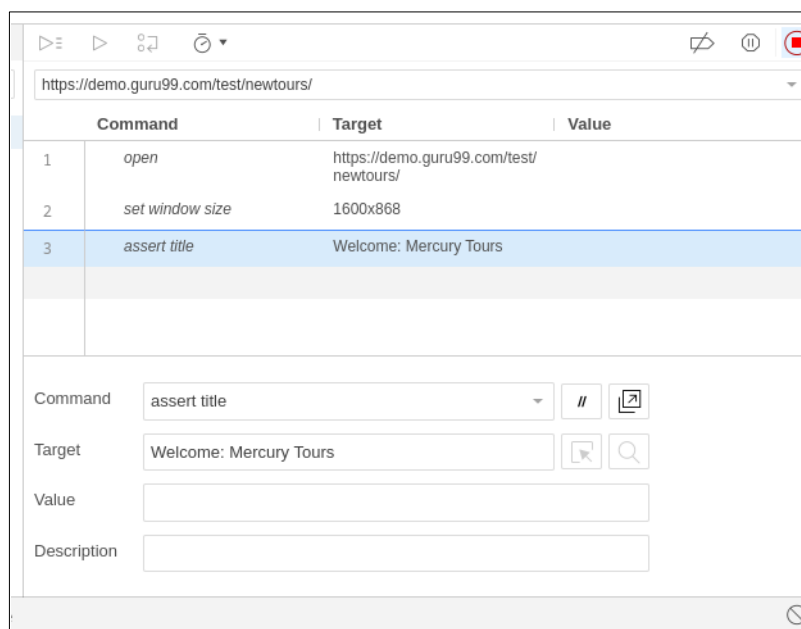 https://demo.guru99.com/test/newtours/
Command Target Value
1 open https://demo.guru99.com/test/
newtours/
2 set window size 1600x868
3 assert title Welcome: Mercury Tours
Command assert title //
Target Welcome: Mercury Tours
Value
Description